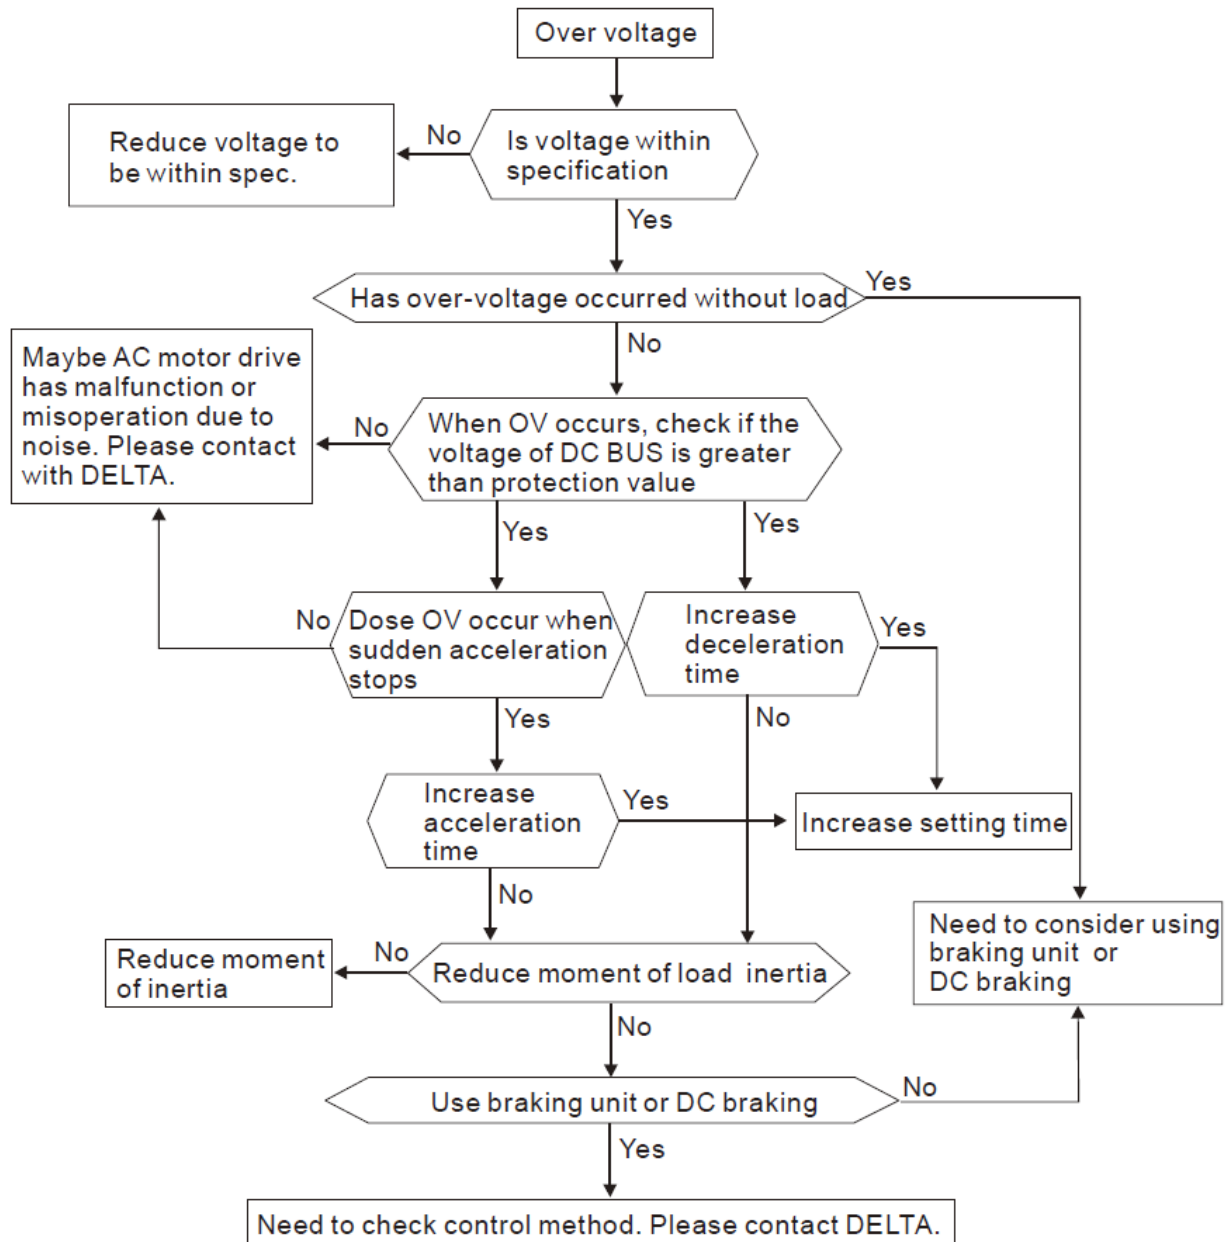 Over voltage
Reduce voltage to
be within spec.
No
Is voltage within
specification
Yes
Has over-voltage occurred without load
Yes
No
Maybe AC motor drive
has malfunction or
misoperation due to
noise. Please contact
with DELTA.
No
When OV occurs, check if the
voltage of DC BUS is greater
than protection value
Yes
Yes
No
Dose OV occur when
sudden acceleration
stops
Increase
deceleration
time
Yes
Yes
No
Increase
acceleration
time
Yes
Increase setting time
No
Need to consider using
braking unit or
DC braking
Reduce moment
of inertia
No
Reduce moment of load inertia
No
Use braking unit or DC braking
No
Yes
Need to check control method. Please contact DELTA.